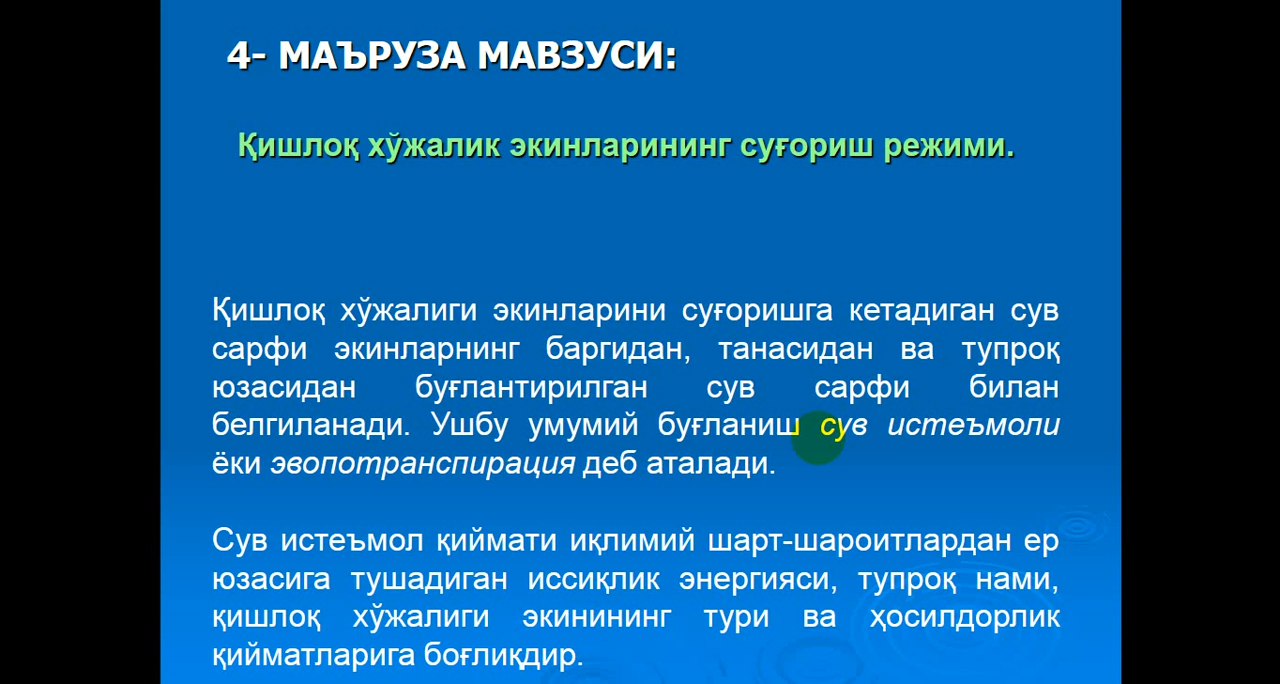 4- МАЪРУЗА МАВЗУСИ:
Қишлоқ хўжалик экинларининг суғориш режими.
Қишлоқ хўжалиги экинларини суғоришга кетадиган сув
сарфи экинларнинг баргидан, танасидан ва тупроқ
юзасидан буғлантирилган сув сарфи билан
белгиланади. Ушбу умумий буғланиш сув истеъмоли
ёки эвопотранспирация деб аталади.
Сув истеъмол қиймати иқлимий шарт-шароитлардан ер
юзасига тушадиган иссиқлик энергияси, тупроқ нами,
қишлоқ хўжалиги экинининг тури ва ҳосилдорлик
қийматларига боғлиқдир.